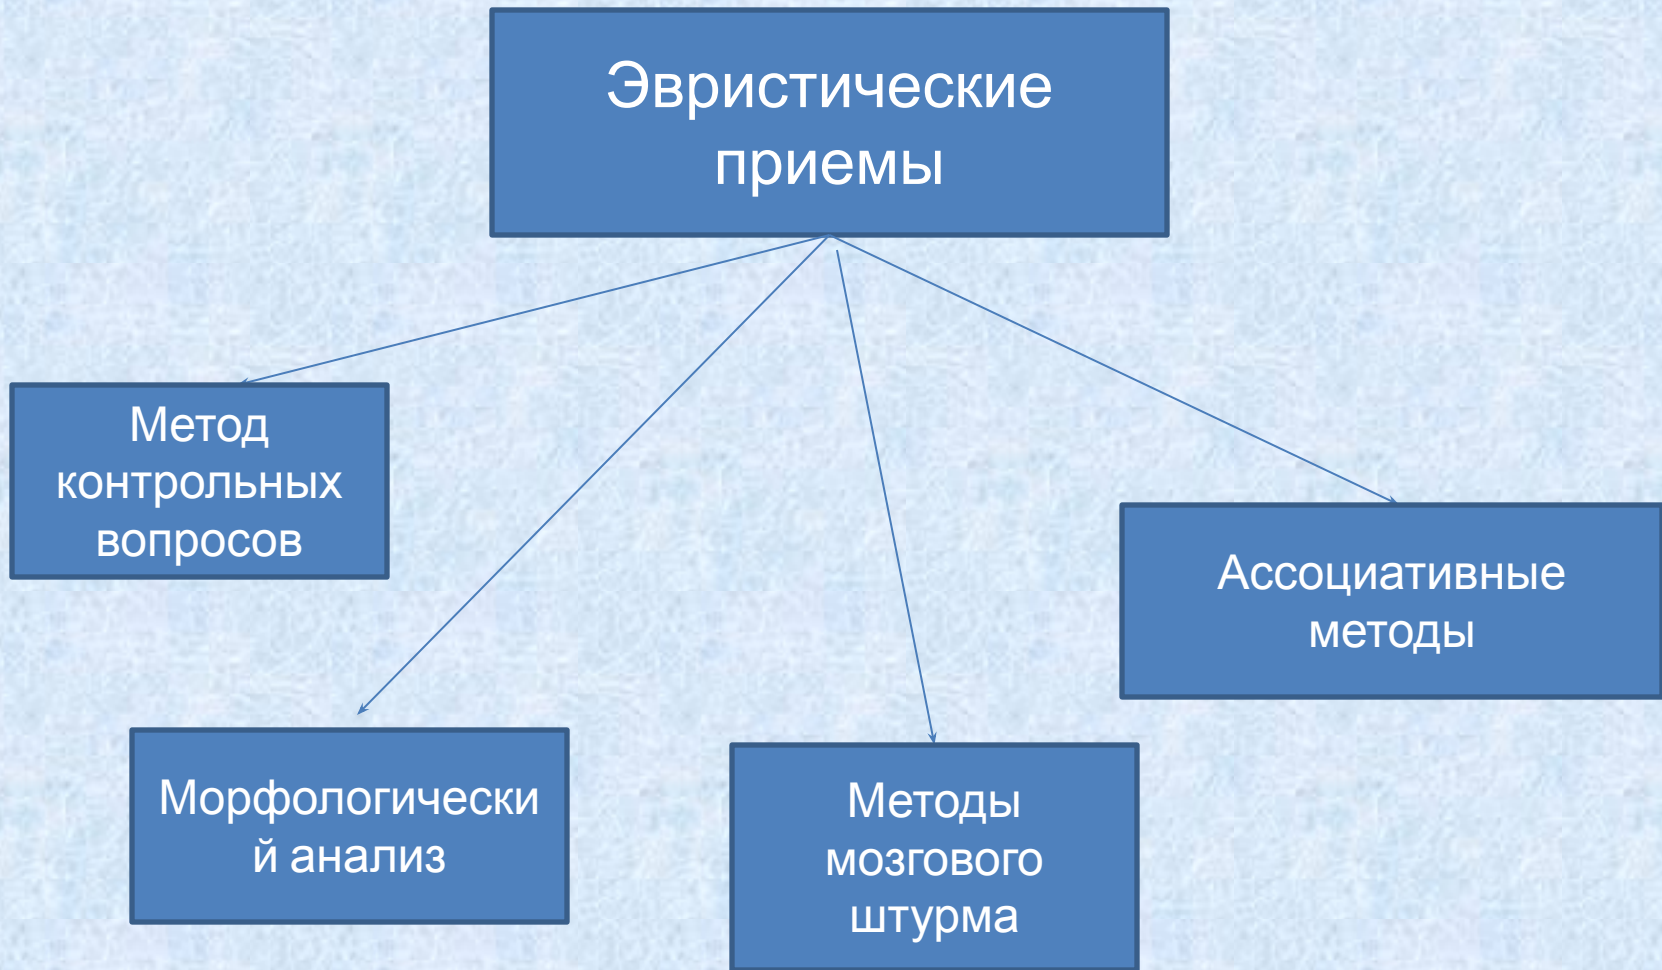 Эвристические
приемы
Метод
контрольных
вопросов
Ассоциативные
методы
Морфологически
й анализ
Методы
мозгового
штурма